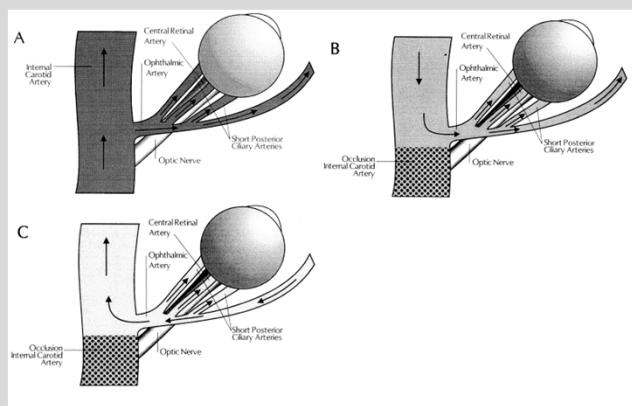 A
Internal
Carotid
Artery
Central Retinal
Artery
Ophthalmic
Artery
Short Posterior
Ciliary Arteries
Optic Nerve
B
Central Retinal
Artery
Ophthalmic
Artery
Short Posterior
Ciliary Arteries
Optic Nerve
Occlusion
Internal Carotid
Artery
C
Central Retinal
Artery
Ophthalmic
Artery
Short Posterior
Ciliary Arteries
Optic Nerve
Occlusion
Internal Carotid
Artery